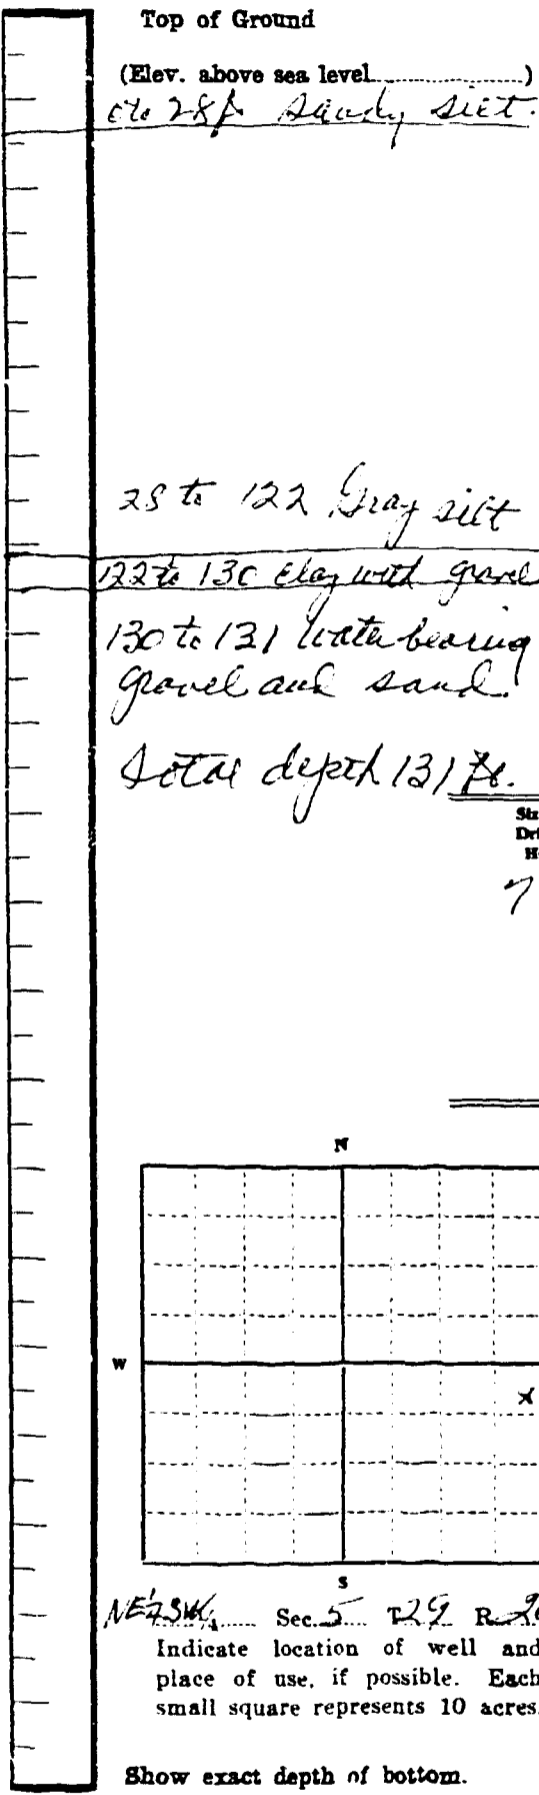 Top of Ground
(Elev. above sea level..................)
0 to 28 ft. Sandy silt.
28 to 122 Gray silt
122 to 130 clay with gravel
130 to 131 Water bearing
gravel and sand.
Total depth 131 ft.
Siz
Dri
H
7
N
W
x
S
NE¼SW¼ Sec. 5 T29 R 2
Indicate location of well and
place of use, if possible. Each
small square represents 10 acres.
Show exact depth of bottom.